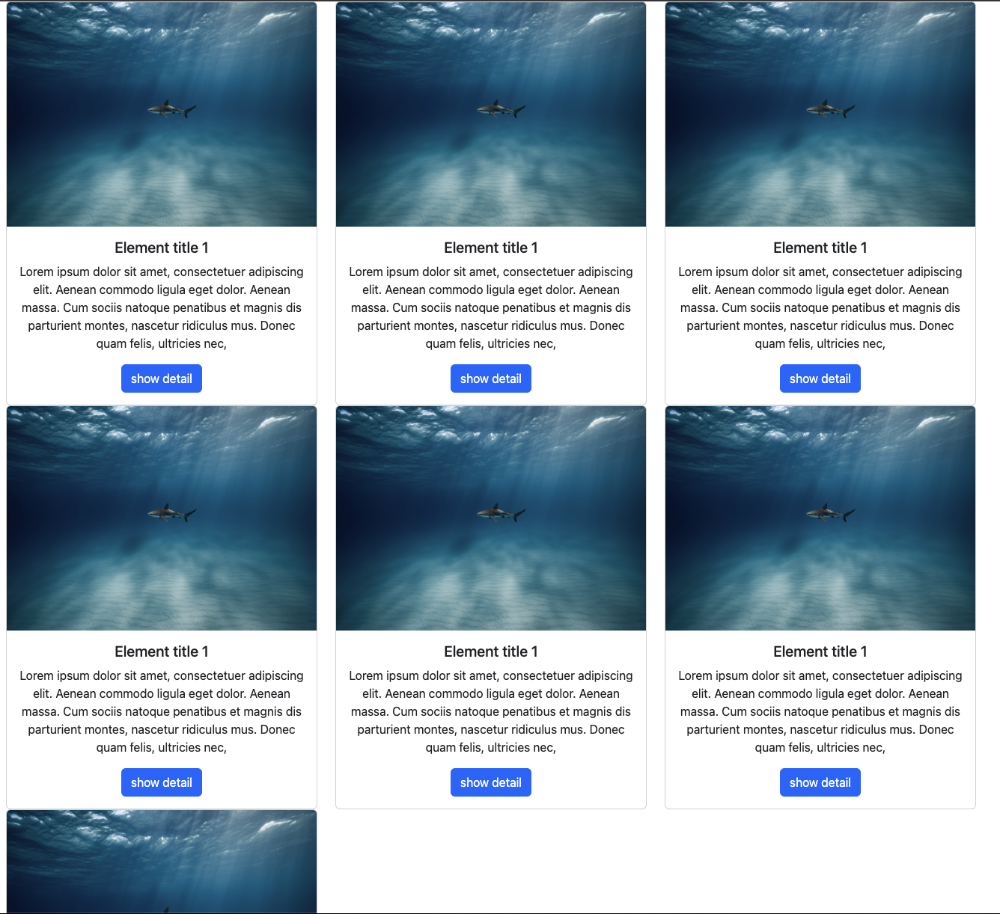 Element title 1
Lorem ipsum dolor sit amet, consectetuer adipiscing
elit. Aenean commodo ligula eget dolor. Aenean
massa. Cum sociis natoque penatibus et magnis dis
parturient montes, nascetur ridiculus mus. Donec
quam felis, ultricies nec,
show detail
Element title 1
Lorem ipsum dolor sit amet, consectetuer adipiscing
elit. Aenean commodo ligula eget dolor. Aenean
massa. Cum sociis natoque penatibus et magnis dis
parturient montes, nascetur ridiculus mus. Donec
quam felis, ultricies nec,
show detail
Element title 1
Lorem ipsum dolor sit amet, consectetuer adipiscing
elit. Aenean commodo ligula eget dolor. Aenean
massa. Cum sociis natoque penatibus et magnis dis
parturient montes, nascetur ridiculus mus. Donec
quam felis, ultricies nec,
show detail
Element title 1
Lorem ipsum dolor sit amet, consectetuer adipiscing
elit. Aenean commodo ligula eget dolor. Aenean
massa. Cum sociis natoque penatibus et magnis dis
parturient montes, nascetur ridiculus mus. Donec
quam felis, ultricies nec,
show detail
Element title 1
Lorem ipsum dolor sit amet, consectetuer adipiscing
elit. Aenean commodo ligula eget dolor. Aenean
massa. Cum sociis natoque penatibus et magnis dis
parturient montes, nascetur ridiculus mus. Donec
quam felis, ultricies nec,
show detail
Element title 1
Lorem ipsum dolor sit amet, consectetuer adipiscing
elit. Aenean commodo ligula eget dolor. Aenean
massa. Cum sociis natoque penatibus et magnis dis
parturient montes, nascetur ridiculus mus. Donec
quam felis, ultricies nec,
show detail